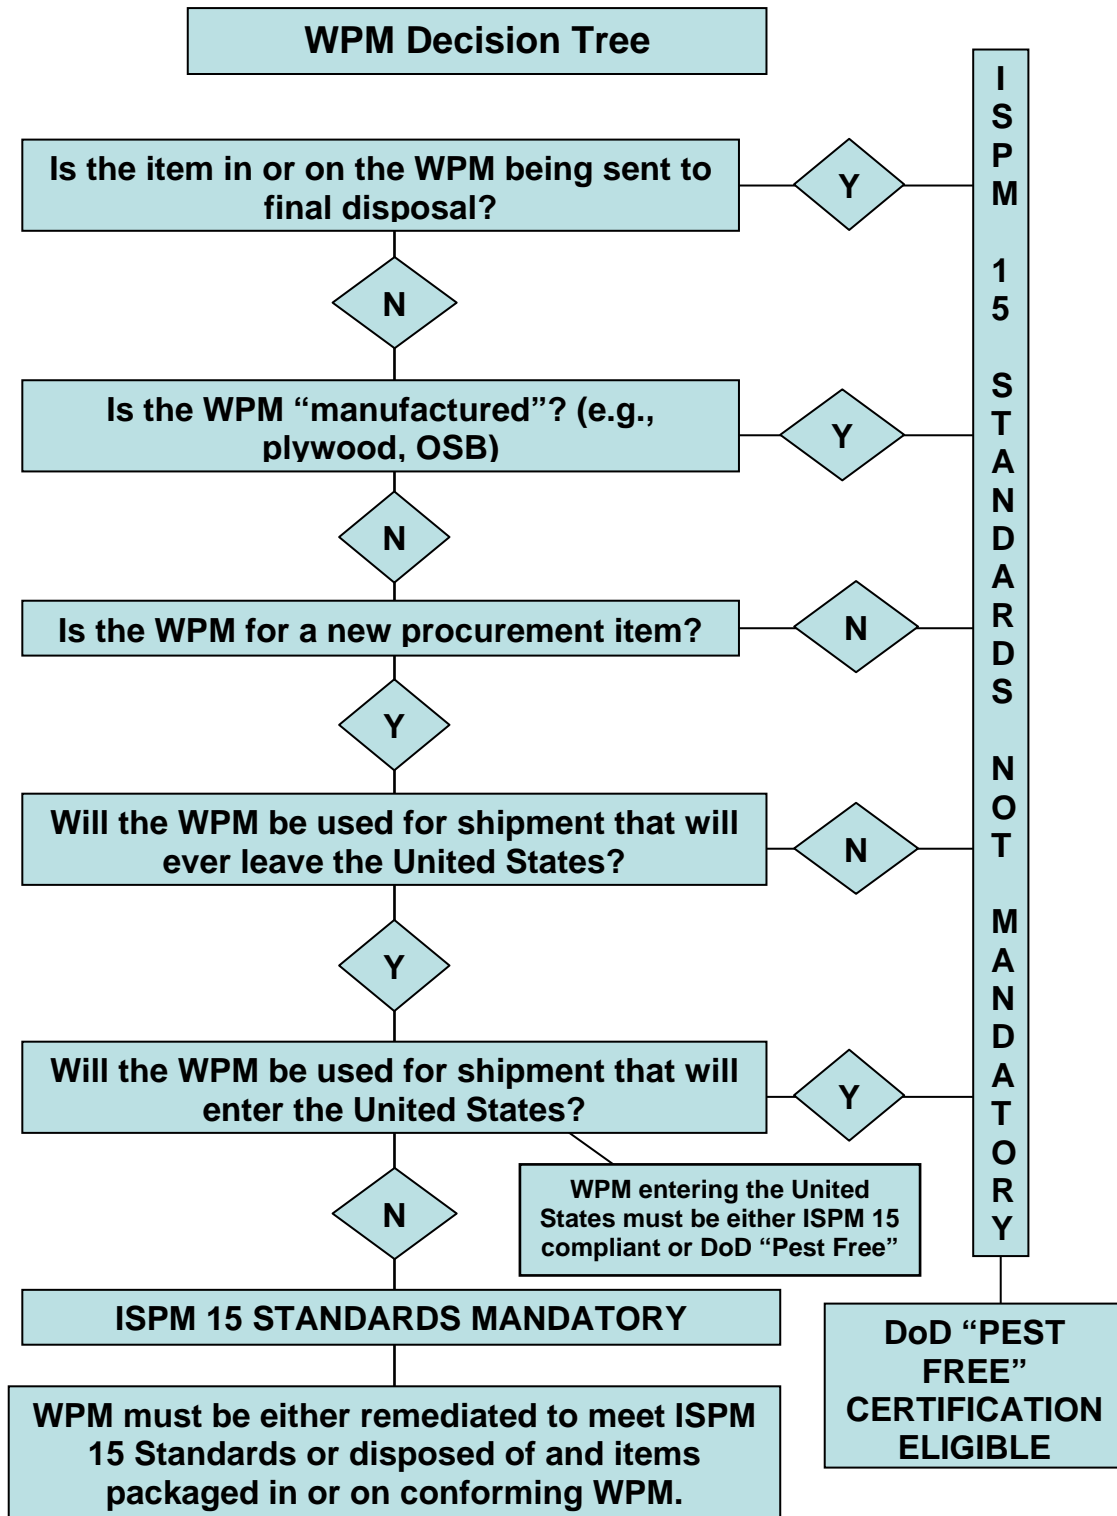 WPM Decision Tree
Is the item in or on the WPM being sent to
final disposal?
Y
N
Is the WPM “manufactured”? (e.g.,
plywood, OSB)
Y
N
Is the WPM for a new procurement item?
N
Y
Will the WPM be used for shipment that will
ever leave the United States?
N
Y
Will the WPM be used for shipment that will
enter the United States?
Y
WPM entering the United
States must be either ISPM 15
compliant or DoD “Pest Free”
N
ISPM 15 STANDARDS MANDATORY
WPM must be either remediated to meet ISPM
15 Standards or disposed of and items
packaged in or on conforming WPM.
ISPM 15 STANDARDS NOT MANDATORY
DoD “PEST
FREE”
CERTIFICATION
ELIGIBLE